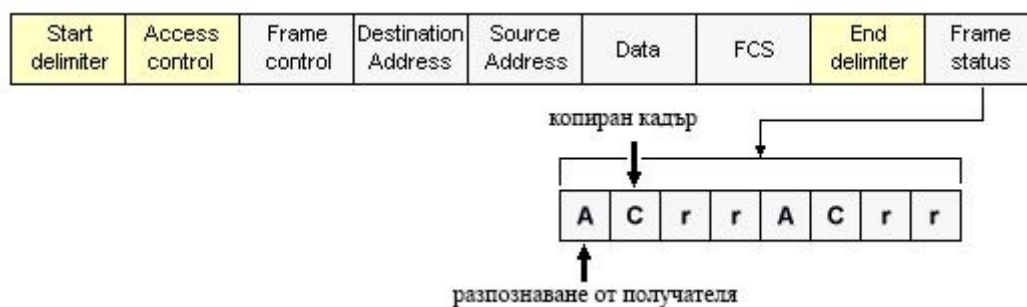 Start delimiter
Access control
Frame control
Destination Address
Source Address
Data
FCS
End delimiter
Frame status
копиран кадър
A C r r A C r r
разпознаване от получателя